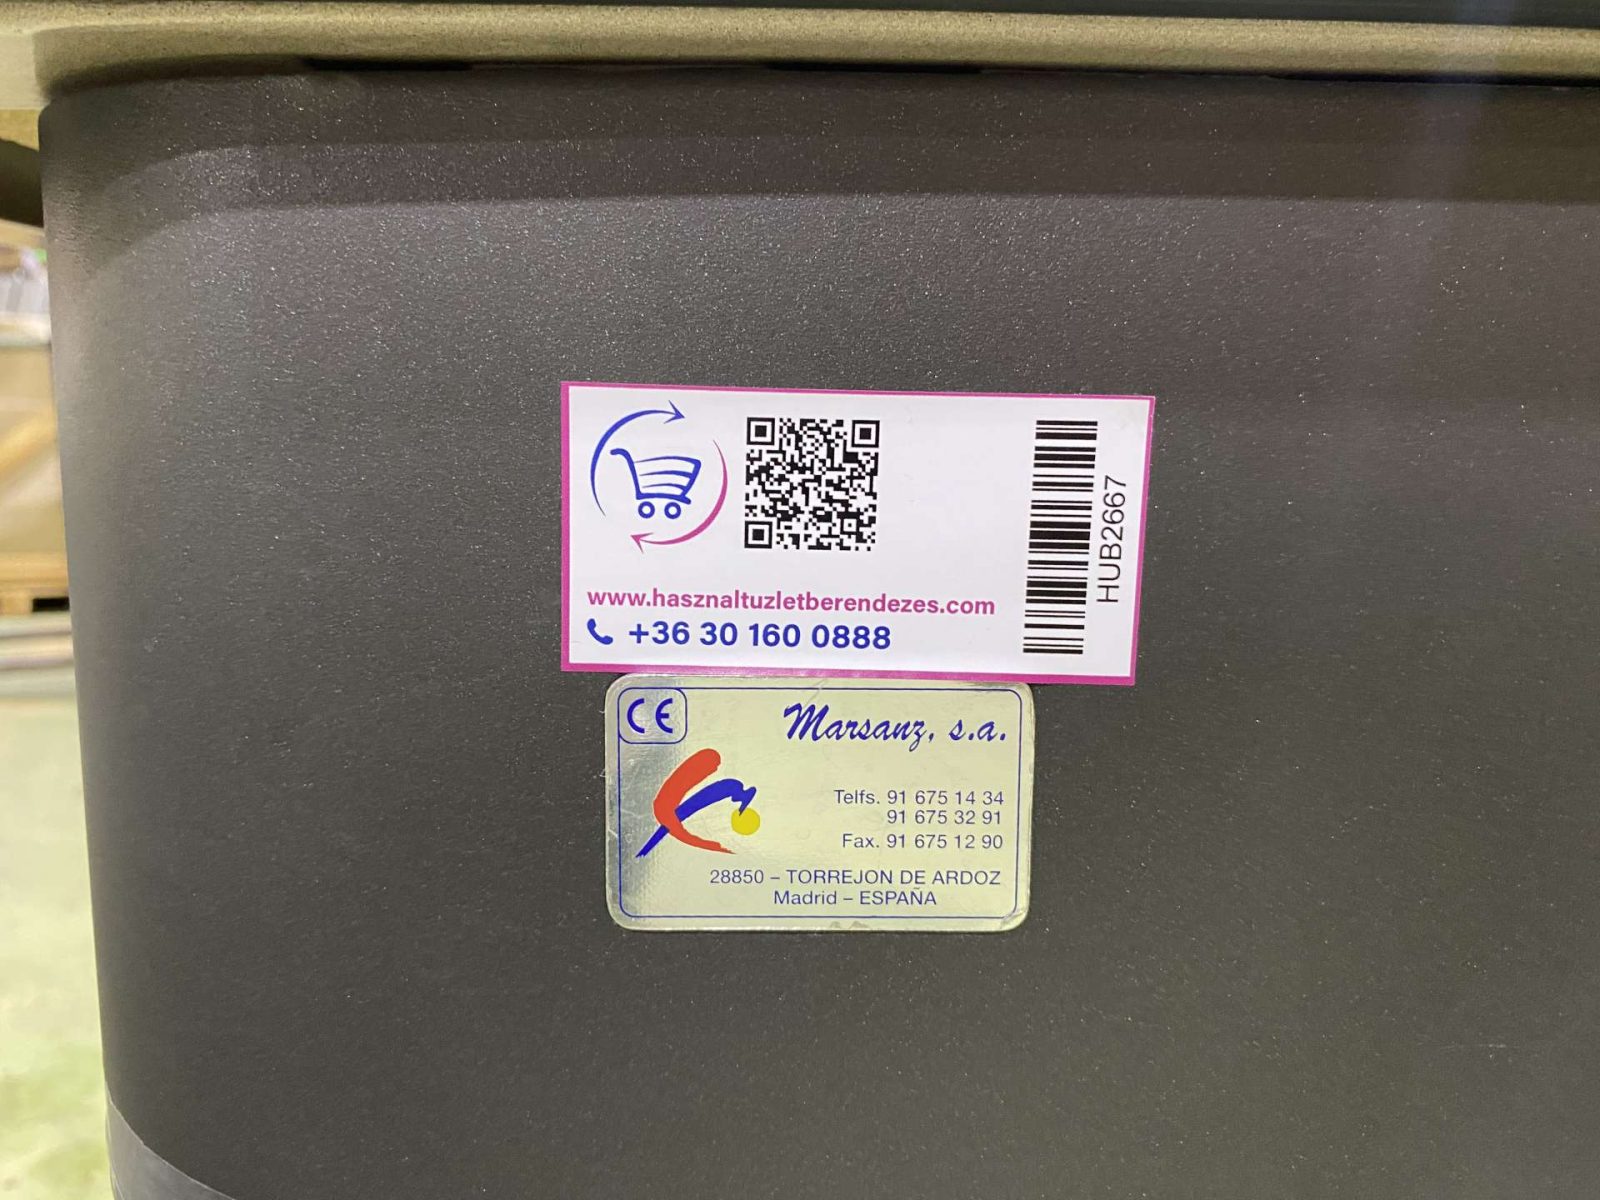 www.hasznaltuzletberendezes.com
+36 30 160 0888
HUB2667
CE
Marsanz, s.a.
Telfs. 91 675 14 34
91 675 32 91
Fax. 91 675 12 90
28850 – TORREJON DE ARDOZ
Madrid – ESPAÑA